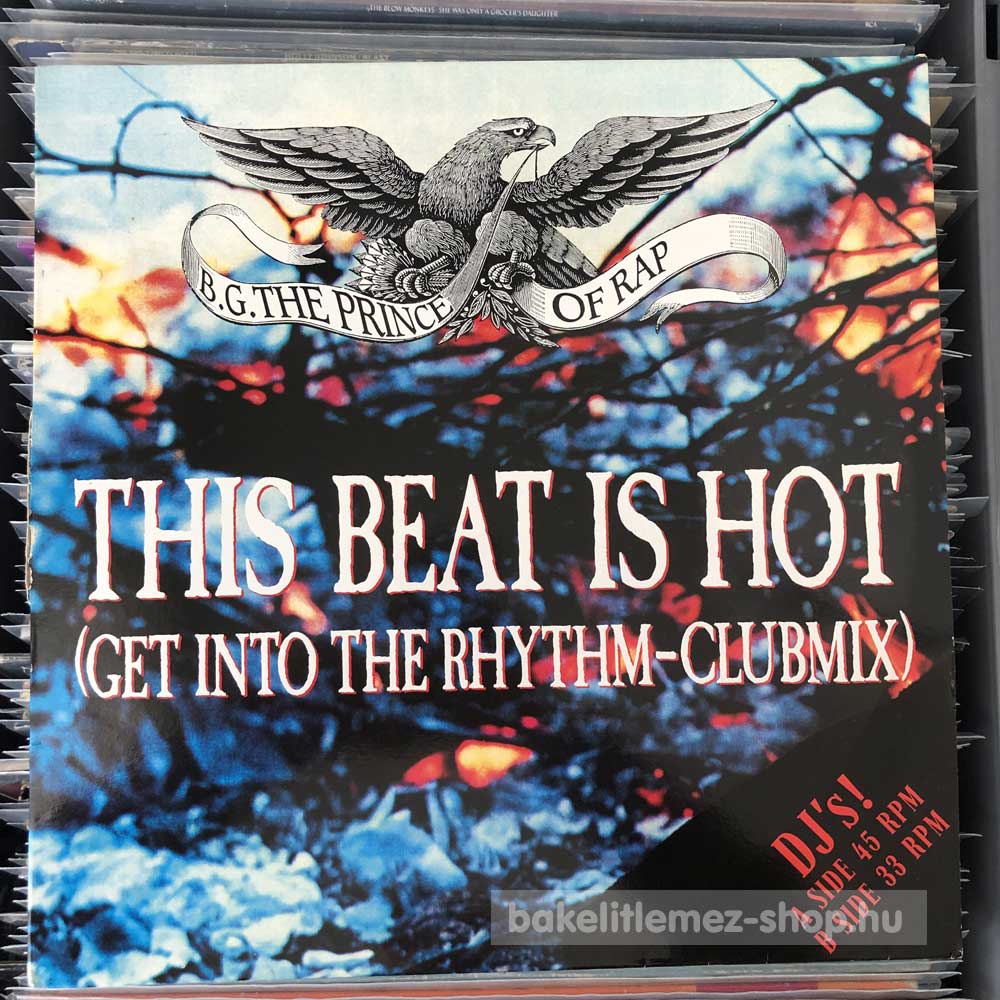 THE BLOW MONKEYS · SHE WAS ONLY A GROCER'S DAUGHTER
RCA
B.G. THE PRINCE OF RAP
THIS BEAT IS HOT
(GET INTO THE RHYTHM-CLUBMIX)
DJ's!
A SIDE 45 RPM
B SIDE 33 RPM
bakelitlemez-shop.hu